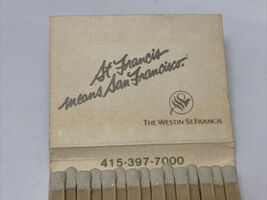 St Francis
means San Francisco.
THE WESTIN ST. FRANCIS
415-397-7000